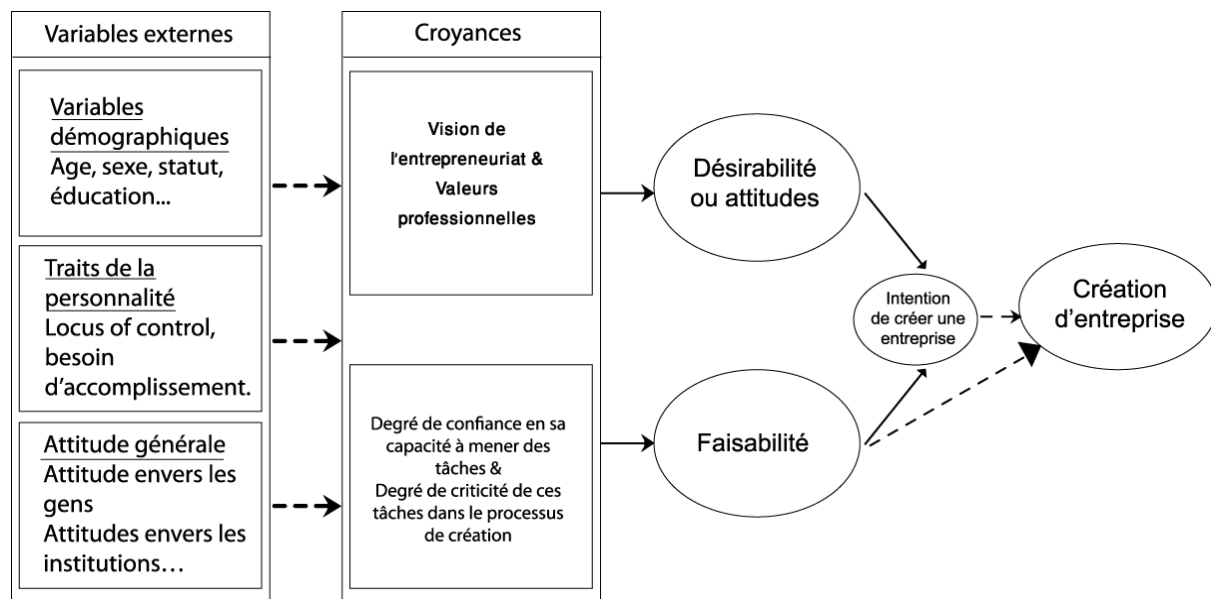 Variables externes
Variables
démographiques
Age, sexe, statut,
éducation...
Traits de la
personnalité
Locus of control,
besoin
d'accomplissement.
Attitude générale
Attitude envers les
gens
Attitudes envers les
institutions…
Croyances
Vision de
l'entrepreneuriat &
Valeurs
professionnelles
Degré de confiance en sa
capacité à mener des
tâches &
Degré de criticité de ces
tâches dans le processus
de création
Désirabilité
ou attitudes
Faisabilité
Intention
de créer une
entreprise
Création
d'entreprise